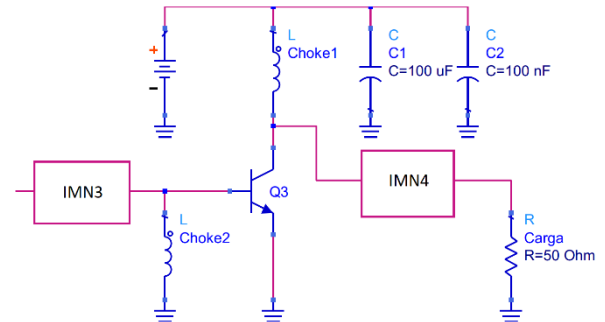 L
Choke1
C
C1
C=100 uF
C
C2
C=100 nF
+
-
IMN3
Q3
IMN4
L
Choke2
R
Carga
R=50 Ohm